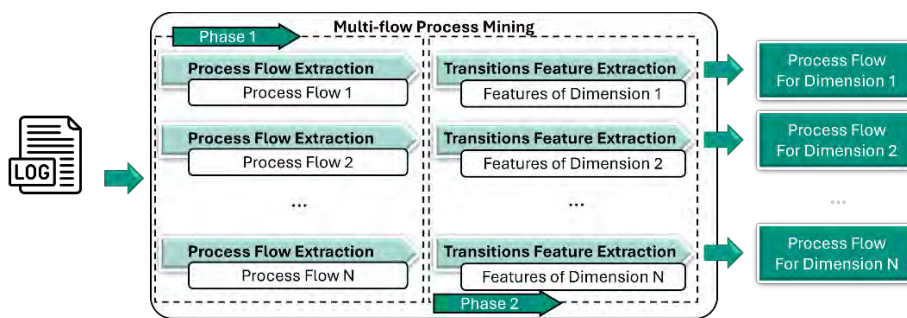 Multi-flow Process Mining
Phase 1
Process Flow Extraction
Process Flow 1
Transitions Feature Extraction
Features of Dimension 1
Process Flow
For Dimension 1
Process Flow Extraction
Process Flow 2
Transitions Feature Extraction
Features of Dimension 2
Process Flow
For Dimension 2
LOG
...
...
...
Process Flow Extraction
Process Flow N
Transitions Feature Extraction
Features of Dimension N
Process Flow
For Dimension N
Phase 2